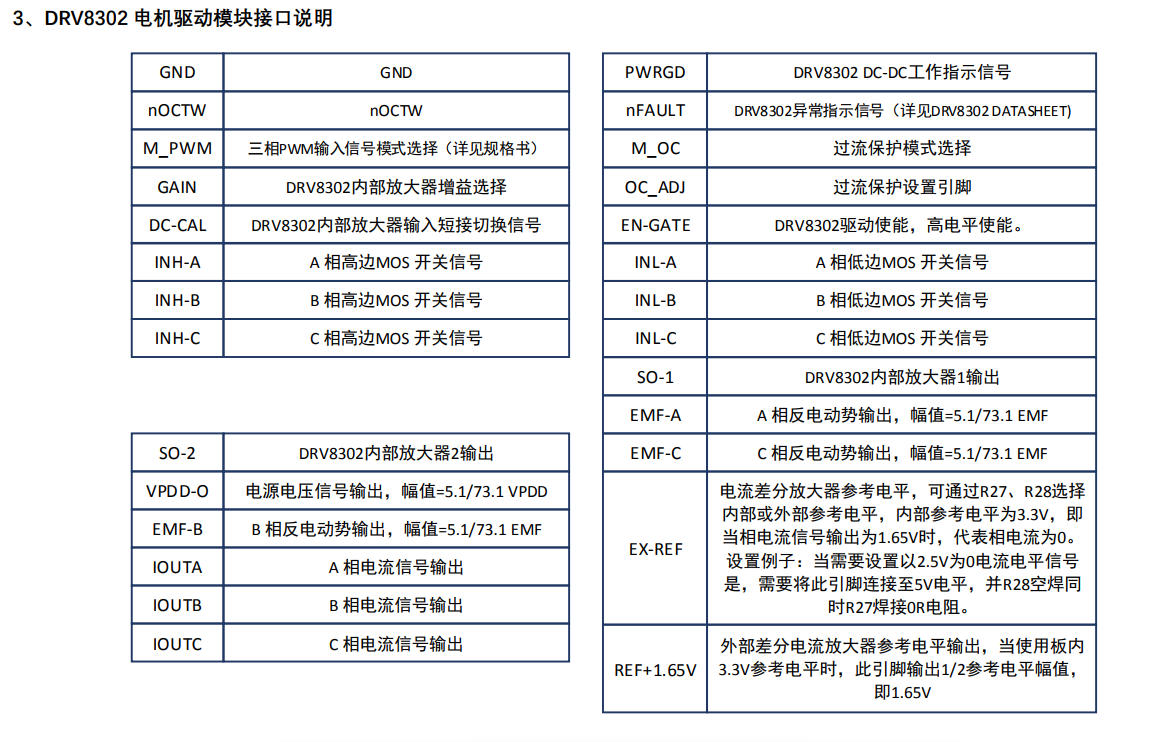 3、DRV8302 电机驱动模块接口说明
GND GND
nOCTW nOCTW
M_PWM 三相PWM输入信号模式选择（详见规格书）
GAIN DRV8302内部放大器增益选择
DC-CAL DRV8302内部放大器输入短接切换信号
INH-A A 相高边MOS 开关信号
INH-B B 相高边MOS 开关信号
INH-C C 相高边MOS 开关信号
SO-2 DRV8302内部放大器2输出
VPDD-O 电源电压信号输出，幅值=5.1/73.1 VPDD
EMF-B B 相反电动势输出，幅值=5.1/73.1 EMF
IOUTA A 相电流信号输出
IOUTB B 相电流信号输出
IOUTC C 相电流信号输出
PWRGD DRV8302 DC-DC工作指示信号
nFAULT DRV8302异常指示信号（详见DRV8302 DATASHEET)
M_OC 过流保护模式选择
OC_ADJ 过流保护设置引脚
EN-GATE DRV8302驱动使能，高电平使能。
INL-A A 相低边MOS 开关信号
INL-B B 相低边MOS 开关信号
INL-C C 相低边MOS 开关信号
SO-1 DRV8302内部放大器1输出
EMF-A A 相反电动势输出，幅值=5.1/73.1 EMF
EMF-C C 相反电动势输出，幅值=5.1/73.1 EMF
EX-REF
电流差分放大器参考电平，可通过R27、R28选择
内部或外部参考电平，内部参考电平为3.3V，即
当相电流信号输出为1.65V时，代表相电流为0。
设置例子：当需要设置以2.5V为0电流电平信号
是，需要将此引脚连接至5V电平，并R28空焊同
时R27焊接0R电阻。
REF+1.65V
外部差分电流放大器参考电平输出，当使用板内
3.3V参考电平时，此引脚输出1/2参考电平幅值，
即1.65V